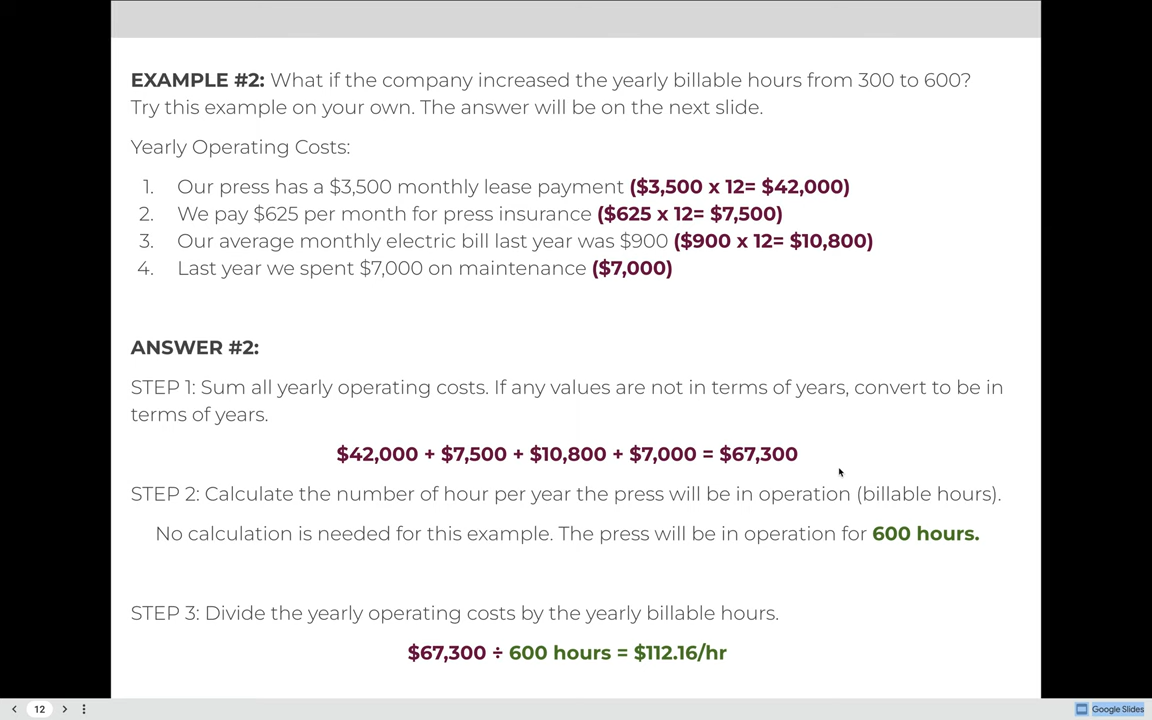 EXAMPLE #2: What if the company increased the yearly billable hours from 300 to 600?
Try this example on your own. The answer will be on the next slide.
Yearly Operating Costs:
1. Our press has a $3,500 monthly lease payment ($3,500 x 12= $42,000)
2. We pay $625 per month for press insurance ($625 x 12= $7,500)
3. Our average monthly electric bill last year was $900 ($900 x 12= $10,800)
4. Last year we spent $7,000 on maintenance ($7,000)
ANSWER #2:
STEP 1: Sum all yearly operating costs. If any values are not in terms of years, convert to be in
terms of years.
$42,000 + $7,500 + $10,800 + $7,000 = $67,300
STEP 2: Calculate the number of hour per year the press will be in operation (billable hours).
No calculation is needed for this example. The press will be in operation for 600 hours.
STEP 3: Divide the yearly operating costs by the yearly billable hours.
$67,300 ÷ 600 hours = $112.16/hr
12
Google Slides